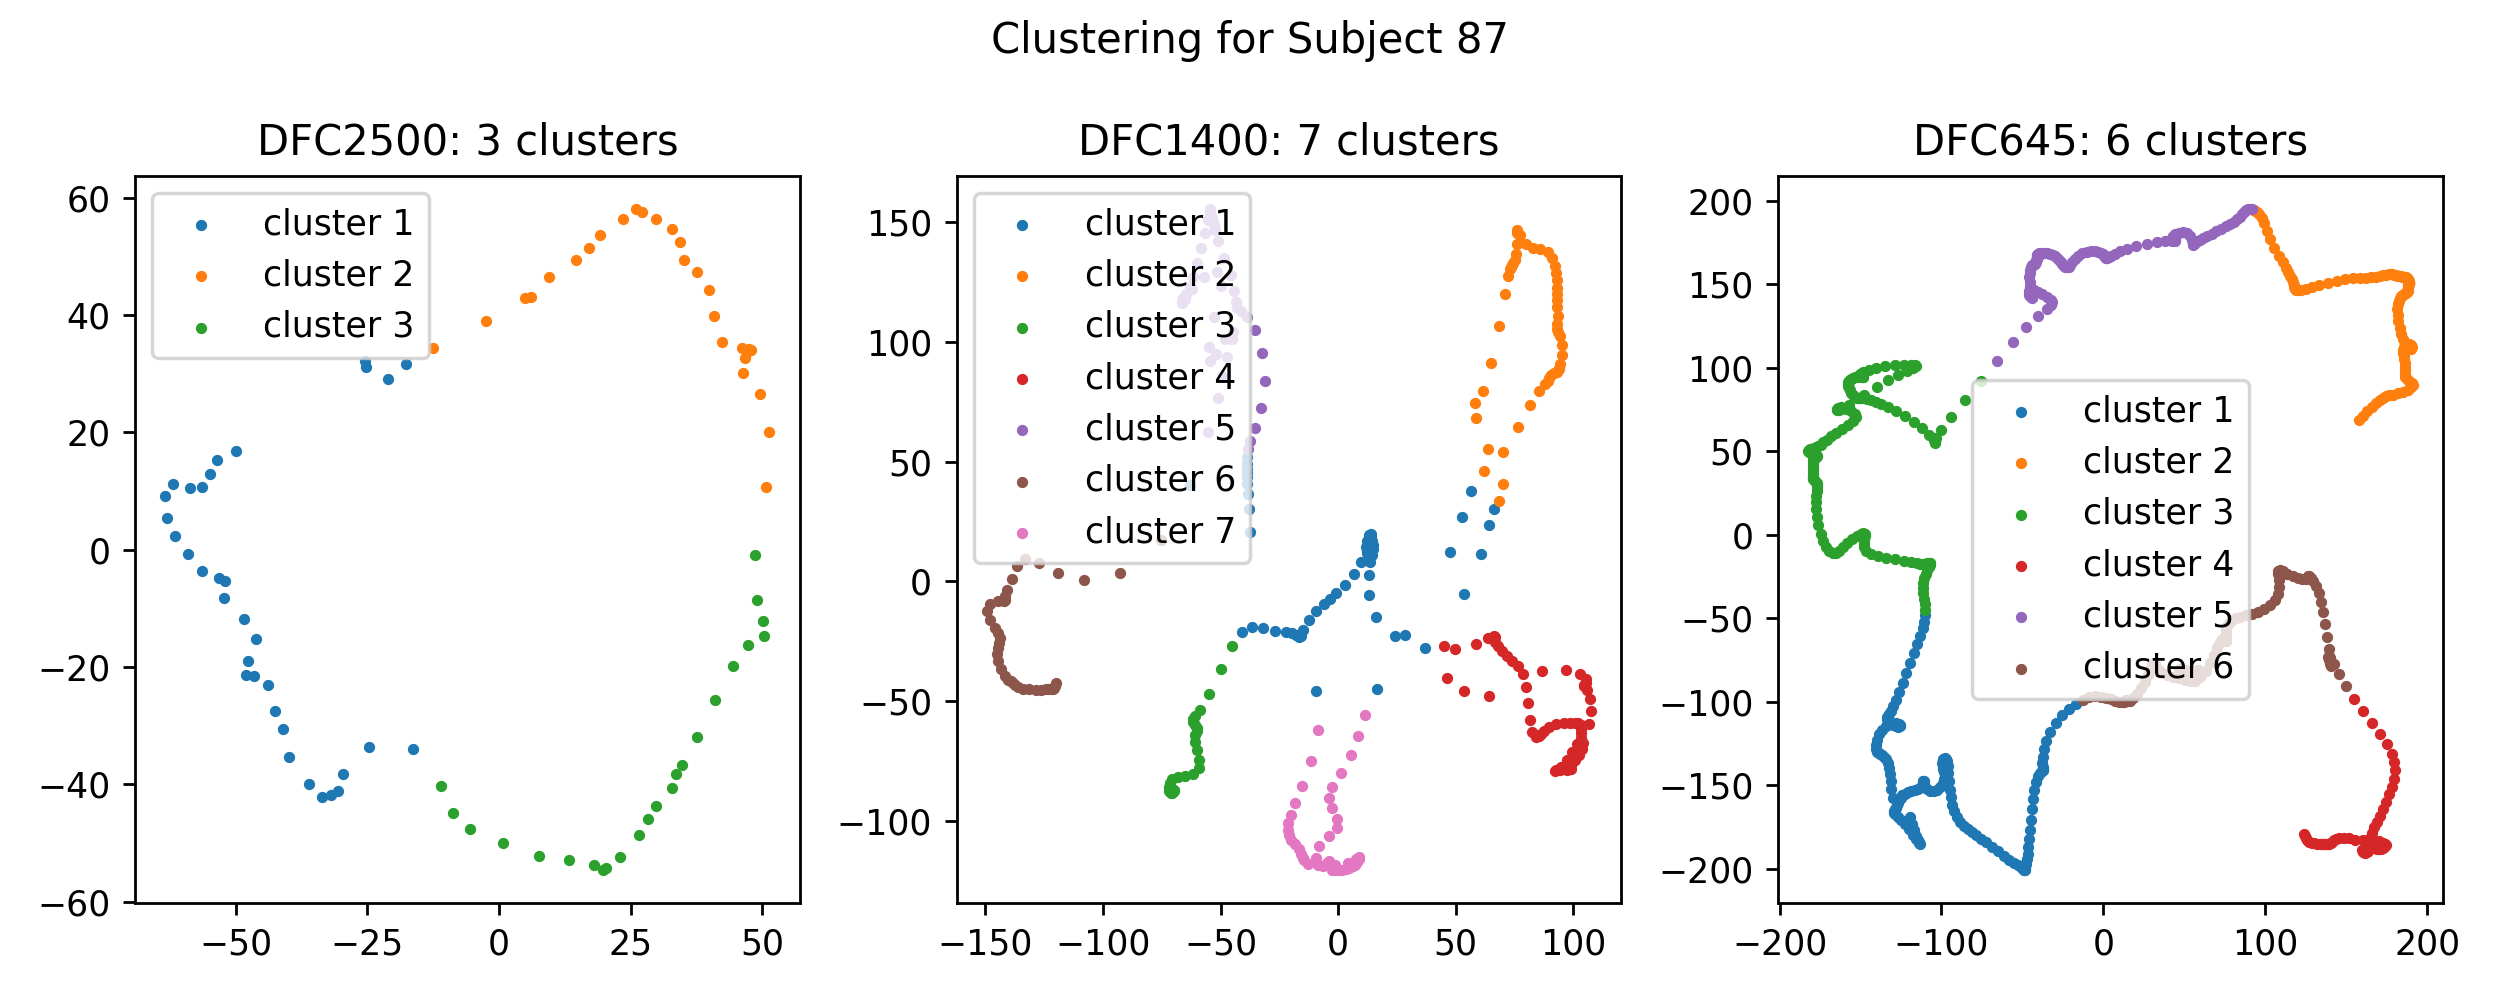 Clustering for Subject 87
DFC2500: 3 clusters
60
40
20
0
−20
−40
−60
−50
−25
0
25
50
cluster 1
cluster 2
cluster 3
DFC1400: 7 clusters
150
100
50
0
−50
−100
−150
−100
−50
0
50
100
cluster 1
cluster 2
cluster 3
cluster 4
cluster 5
cluster 6
cluster 7
DFC645: 6 clusters
200
150
100
50
0
−50
−100
−150
−200
−200
−100
0
100
200
cluster 1
cluster 2
cluster 3
cluster 4
cluster 5
cluster 6